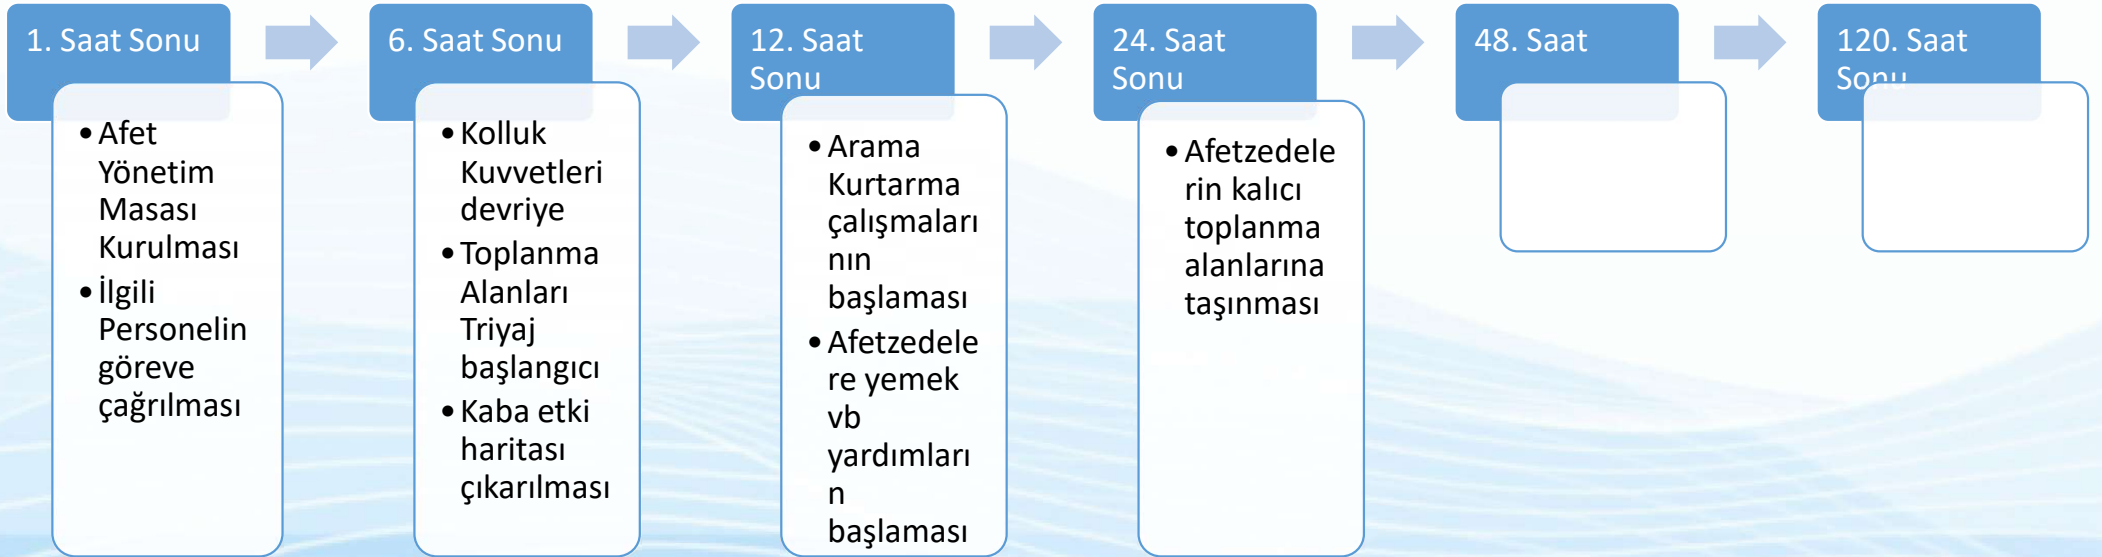 1. Saat Sonu
• Afet
Yönetim
Masası
Kurulması
• İlgili
Personelin
göreve
çağrılması
6. Saat Sonu
• Kolluk
Kuvvetleri
devriye
• Toplanma
Alanları
Triyaj
başlangıcı
• Kaba etki
haritası
çıkarılması
12. Saat
Sonu
• Arama
Kurtarma
çalışmaları
nın
başlaması
• Afetzedele
re yemek
vb
yardımları
n
başlaması
24. Saat
Sonu
• Afetzedele
rin kalıcı
toplanma
alanlarına
taşınması
48. Saat
120. Saat
Sonu